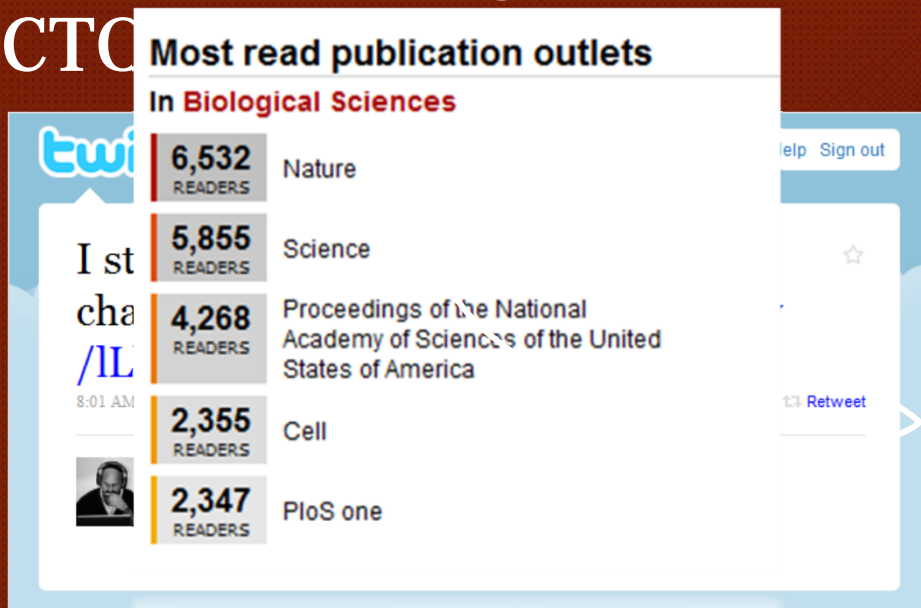 CTO
Most read publication outlets
In Biological Sciences
6,532
READERS
Nature
5,855
READERS
Science
4,268
READERS
Proceedings of the National
Academy of Sciences of the United
States of America
2,355
READERS
Cell
2,347
READERS
PloS one
Sign out
I st
cha
/lL
8:01 AM
Retweet